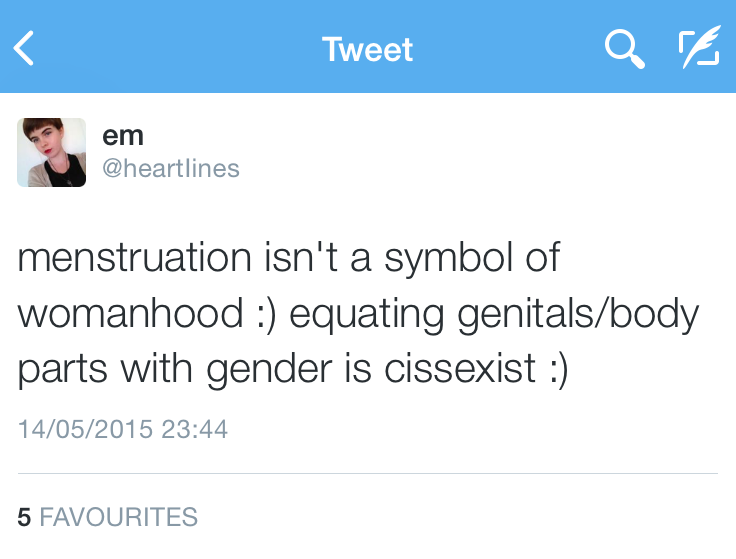 Tweet
em
@heartlines
menstruation isn't a symbol of
womanhood :) equating genitals/body
parts with gender is cissexist :)
14/05/2015 23:44
5 FAVOURITES